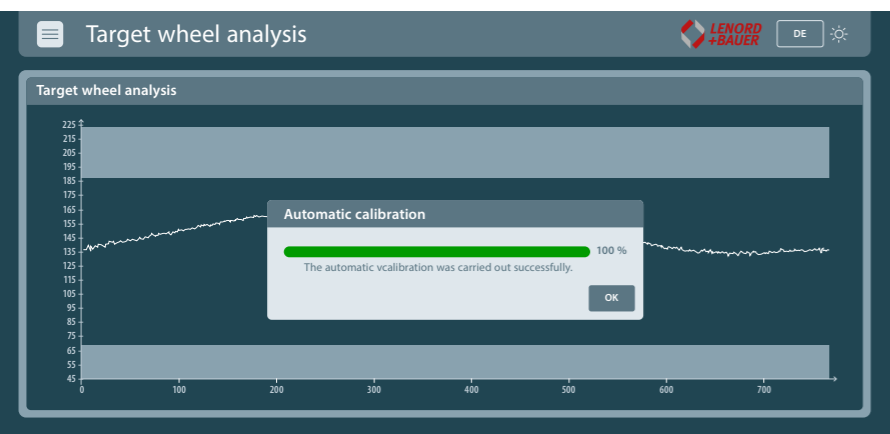 Target wheel analysis
LENORD
+BAUER
DE
Target wheel analysis
225
215
205
195
185
175
165
155
145
135
125
115
105
95
85
75
65
55
45
Automatic calibration
100 %
The automatic vcalibration was carried out successfully.
OK
0 100 200 300 400 500 600 700